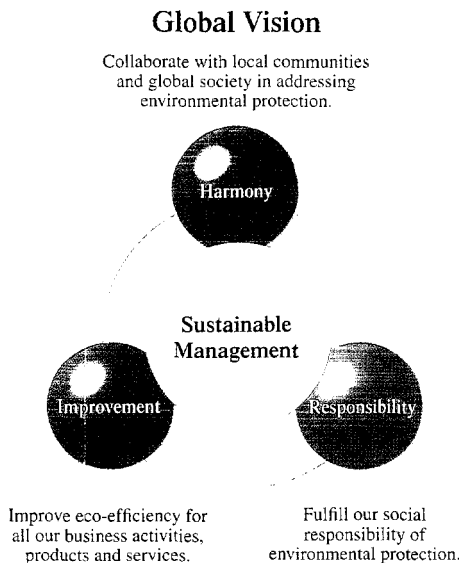 Global Vision
Collaborate with local communities
and global society in addressing
environmental protection.
Harmony
Sustainable
Management
Improvement
Responsibility
Improve eco-efficiency for
all our business activities,
products and services.
Fulfill our social
responsibility of
environmental protection.